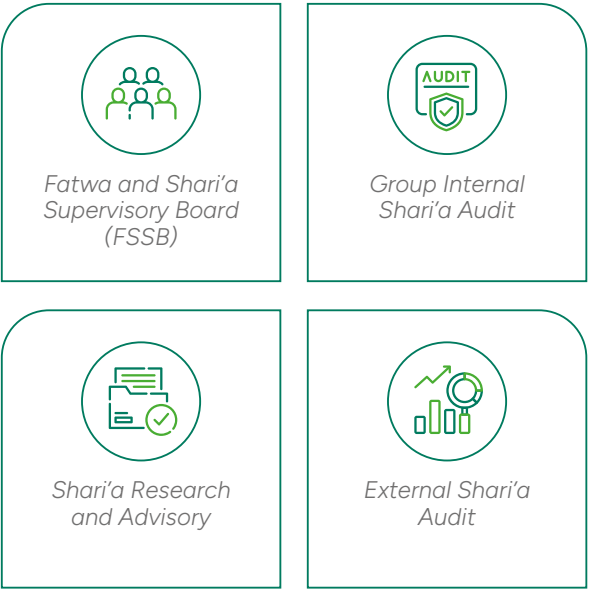 Fatwa and Shari’a
Supervisory Board
(FSSB)
AUDIT
Group Internal
Shari’a Audit
Shari’a Research
and Advisory
External Shari’a
Audit